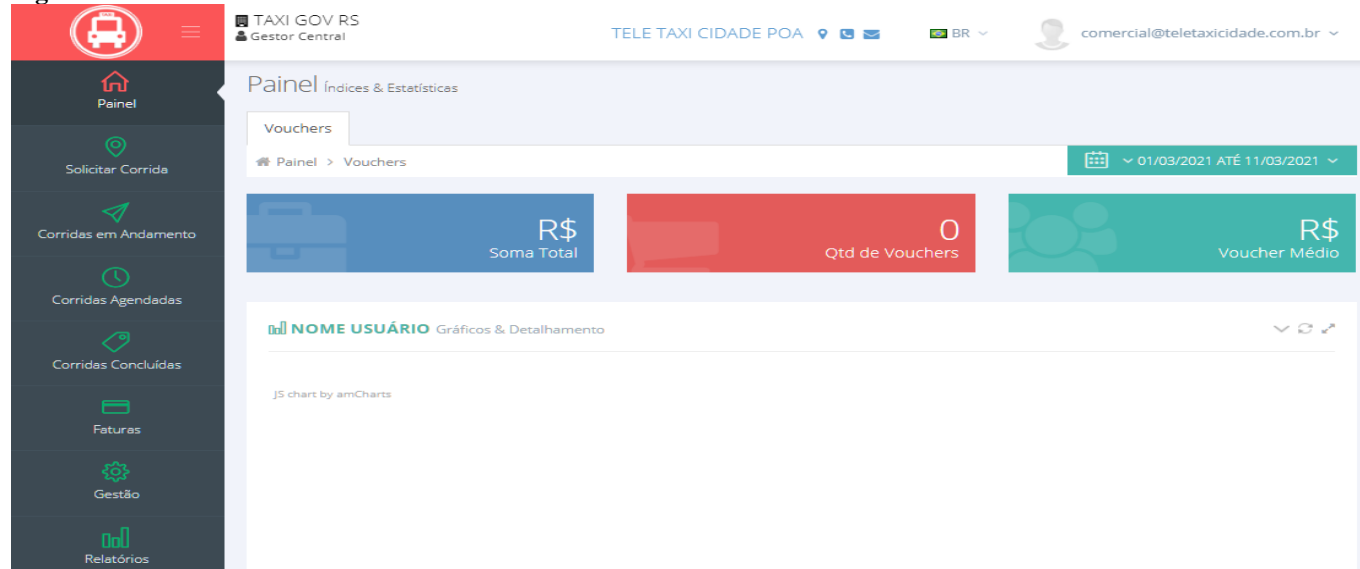 TAXI GOV RS
Gestor Central
TELE TAXI CIDADE POA
BR
comercial@teletaxicidade.com.br
Painel
Solicitar Corrida
Corridas em Andamento
Corridas Agendadas
Corridas Concluídas
Faturas
Gestão
Relatórios
Painel Índices & Estatísticas
Vouchers
Painel > Vouchers
01/03/2021 ATÉ 11/03/2021
R$
Soma Total
0
Qtd de Vouchers
R$
Voucher Médio
NOME USUÁRIO Gráficos & Detalhamento
JS chart by amCharts